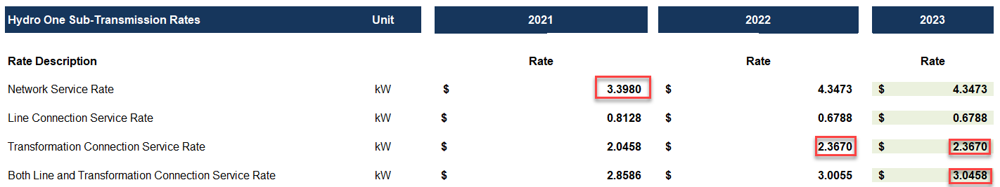 Hydro One Sub-Transmission Rates Unit 2021 2022 2023
Rate Description Rate Rate Rate
Network Service Rate kW $ 3.3980 $ 4.3473 $ 4.3473
Line Connection Service Rate kW $ 0.8128 $ 0.6788 $ 0.6788
Transformation Connection Service Rate kW $ 2.0458 $ 2.3670 $ 2.3670
Both Line and Transformation Connection Service Rate kW $ 2.8586 $ 3.0055 $ 3.0458